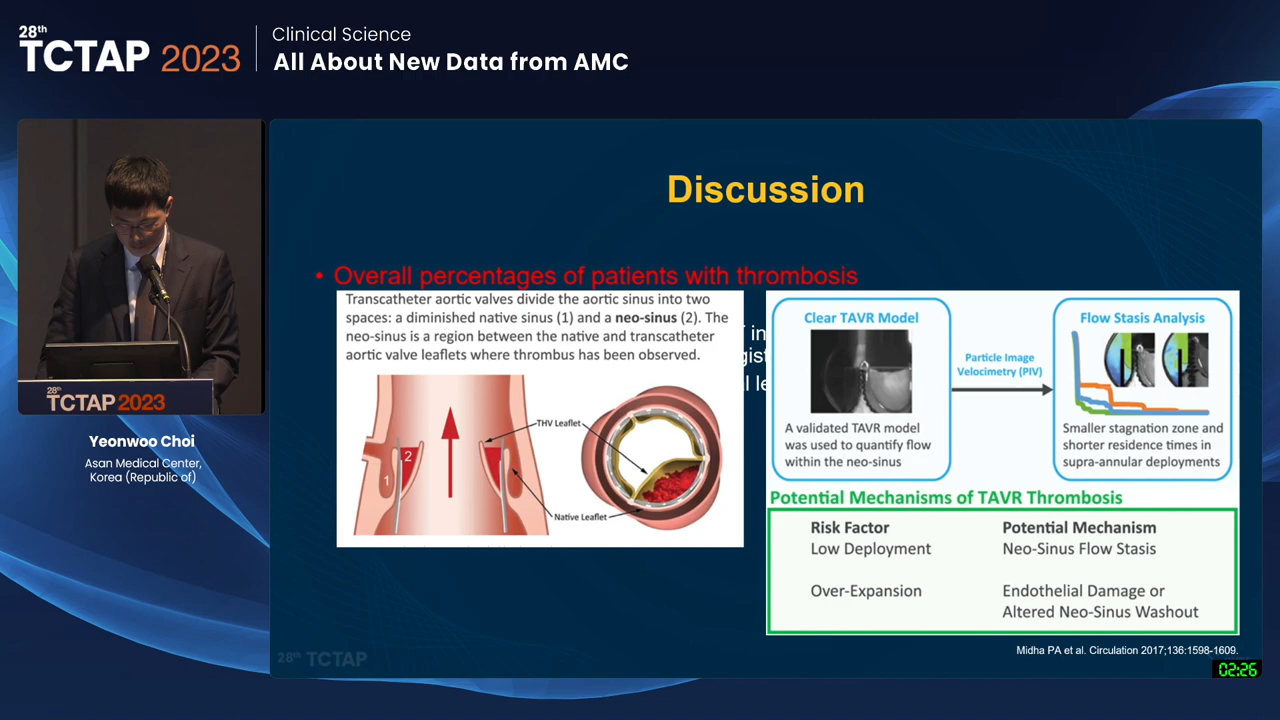 28th
TCTAP 2023
Clinical Science
All About New Data from AMC
28th
TCTAP 2023
Yeonwoo Choi
Asan Medical Center,
Korea (Republic of)
Discussion
• Overall percentages of patients with thrombosis
Transcatheter aortic valves divide the aortic sinus into two
spaces: a diminished native sinus (1) and a neo-sinus (2). The
neo-sinus is a region between the native and transcatheter
aortic valve leaflets where thrombus has been observed.
THV Leaflet
2
1
Native Leaflet
Clear TAVR Model
A validated TAVR model
was used to quantify flow
within the neo-sinus
Particle Image
Velocimetry (PIV)
Flow Stasis Analysis
Smaller stagnation zone and
shorter residence times in
supra-annular deployments
Potential Mechanisms of TAVR Thrombosis
Risk Factor Potential Mechanism
Low Deployment Neo-Sinus Flow Stasis
Over-Expansion Endothelial Damage or
Altered Neo-Sinus Washout
Midha PA et al. Circulation 2017;136:1598-1609.
28th TCTAP
02:26